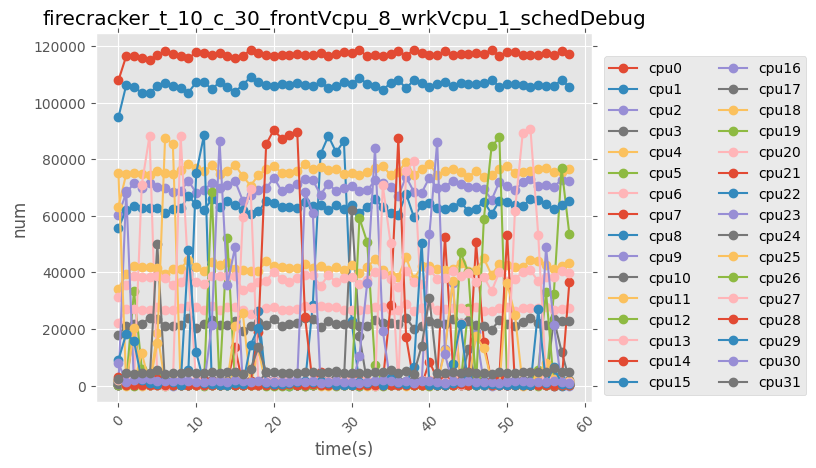 firecracker_t_10_c_30_frontVcpu_8_wrkVcpu_1_schedDebug
120000
100000
80000
60000
40000
20000
0
num
0 10 20 30 40 50 60
time(s)
cpu0 cpu16
cpu1 cpu17
cpu2 cpu18
cpu3 cpu19
cpu4 cpu20
cpu5 cpu21
cpu6 cpu22
cpu7 cpu23
cpu8 cpu24
cpu9 cpu25
cpu10 cpu26
cpu11 cpu27
cpu12 cpu28
cpu13 cpu29
cpu14 cpu30
cpu15 cpu31